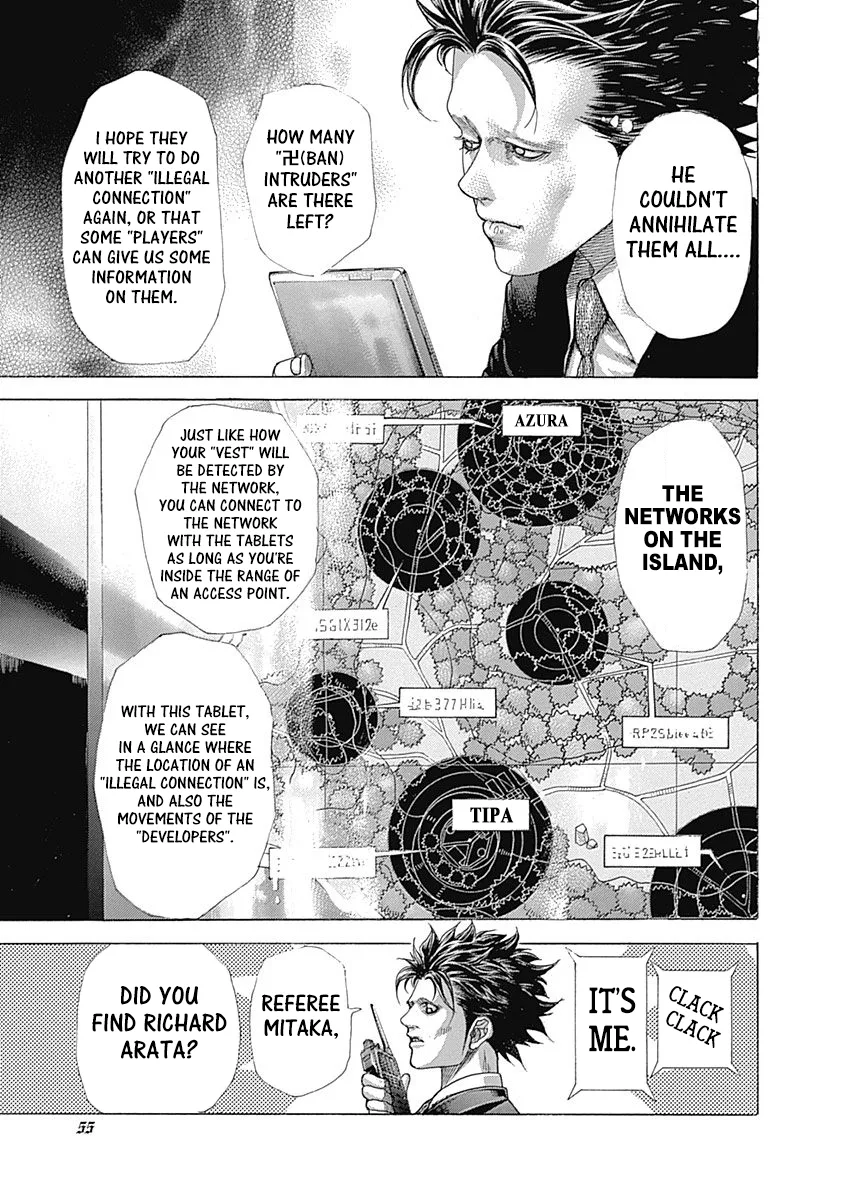 HE
COULDN'T
ANNIHILATE
THEM ALL....
HOW MANY
"卍(BAN)
INTRUDERS"
ARE THERE
LEFT?
I HOPE THEY
WILL TRY TO DO
ANOTHER "ILLEGAL
CONNECTION"
AGAIN, OR THAT
SOME "PLAYERS"
CAN GIVE US SOME
INFORMATION
ON THEM.
THE
NETWORKS
ON THE
ISLAND,
AZURA
JUST LIKE HOW
YOUR "VEST" WILL
BE DETECTED BY
THE NETWORK,
YOU CAN CONNECT TO
THE NETWORK
WITH THE TABLETS
AS LONG AS YOU'RE
INSIDE THE RANGE OF
AN ACCESS POINT.
TIPA
WITH THIS TABLET,
WE CAN SEE
IN A GLANCE WHERE
THE LOCATION OF AN
"ILLEGAL CONNECTION" IS,
AND ALSO THE
MOVEMENTS OF THE
"DEVELOPERS".
CLACK
CLACK
IT'S
ME.
REFEREE
MITAKA,
DID YOU
FIND RICHARD
ARATA?
55